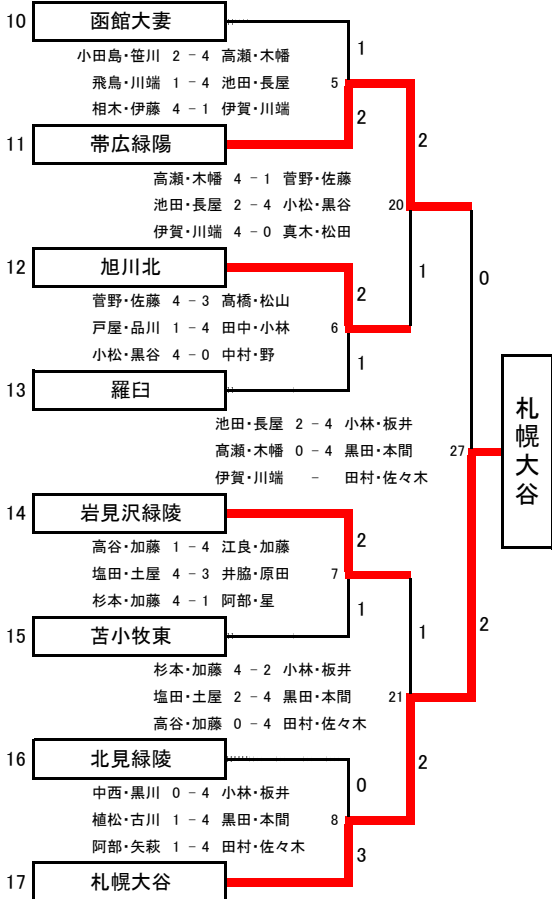 10 函館大妻
1
小田島・笹川 2 - 4 高瀬・木幡
飛鳥・川端 1 - 4 池田・長屋 5
相木・伊藤 4 - 1 伊賀・川端
2
11 帯広緑陽
2
高瀬・木幡 4 - 1 菅野・佐藤
池田・長屋 2 - 4 小松・黒谷 20
伊賀・川端 4 - 0 真木・松田
12 旭川北
1
0
2
菅野・佐藤 4 - 3 髙橋・松山
戸屋・品川 1 - 4 田中・小林 6
小松・黒谷 4 - 0 中村・野
1
13 羅臼
池田・長屋 2 - 4 小林・板井
高瀬・木幡 0 - 4 黒田・本間 27
伊賀・川端 - 田村・佐々木
札幌大谷
14 岩見沢緑陵
2
高谷・加藤 1 - 4 江良・加藤
塩田・土屋 4 - 3 井脇・原田 7
杉本・加藤 4 - 1 阿部・星
1
15 苫小牧東
1
2
杉本・加藤 4 - 2 小林・板井
塩田・土屋 2 - 4 黒田・本間 21
高谷・加藤 0 - 4 田村・佐々木
16 北見緑陵
2
0
中西・黒川 0 - 4 小林・板井
植松・古川 1 - 4 黒田・本間 8
阿部・矢萩 1 - 4 田村・佐々木
3
17 札幌大谷